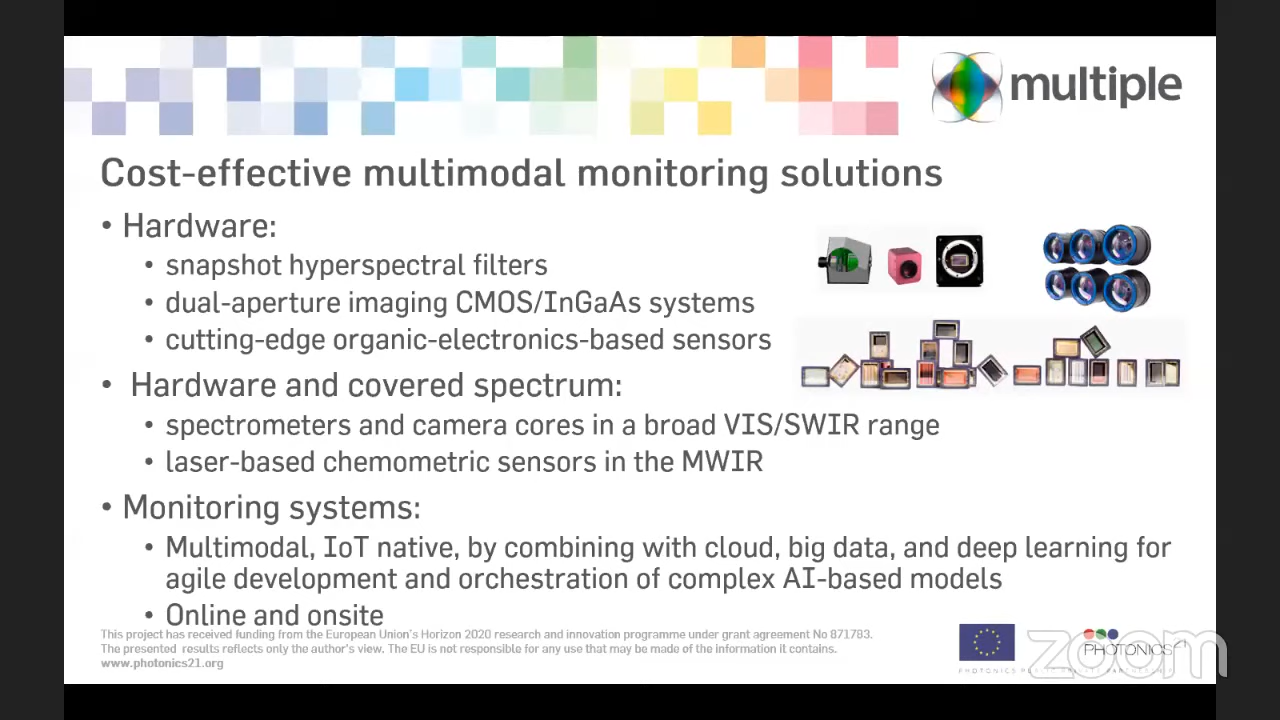 multiple
Cost-effective multimodal monitoring solutions
• Hardware:
• snapshot hyperspectral filters
• dual-aperture imaging CMOS/InGaAs systems
• cutting-edge organic-electronics-based sensors
• Hardware and covered spectrum:
• spectrometers and camera cores in a broad VIS/SWIR range
• laser-based chemometric sensors in the MWIR
• Monitoring systems:
• Multimodal, IoT native, by combining with cloud, big data, and deep learning for
agile development and orchestration of complex AI-based models
• Online and onsite
This project has received funding from the European Union's Horizon 2020 research and innovation programme under grant agreement No 871783.
The presented results reflects only the author's view. The EU is not responsible for any use that may be made of the information it contains.
www.photonics21.org
PHOTONICS21
PHOTONICS PUBLIC PRIVATE PARTNERSHIP
zoom